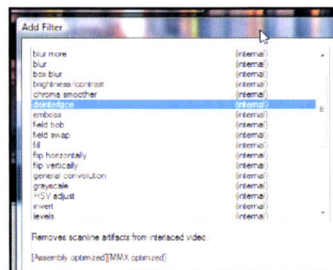 Add Filter
blur more (internal)
blur (internal)
box blur (internal)
brightness/contrast (internal)
chroma smoother (internal)
deinterlace (internal)
emboss (internal)
field bob (internal)
field swap (internal)
fill (internal)
flip horizontally (internal)
flip vertically (internal)
general convolution (internal)
grayscale (internal)
HSV adjust (internal)
invert (internal)
levels (internal)
Removes scanline artifacts from interlaced video.
[Assembly optimized][MMX optimized]